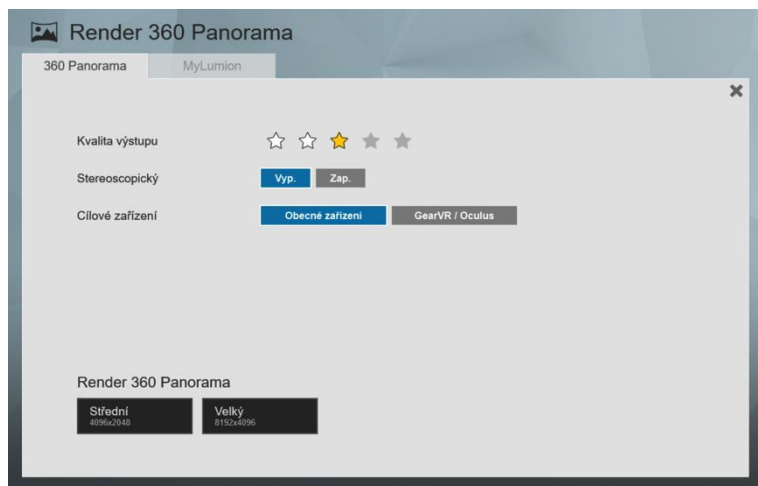 Render 360 Panorama
360 Panorama MyLumion
Kvalita výstupu
Stereoscopický Vyp. Zap.
Cílové zařízení Obecné zařízeni GearVR / Oculus
Render 360 Panorama
Střední Velký
4096x2048 8192x4096